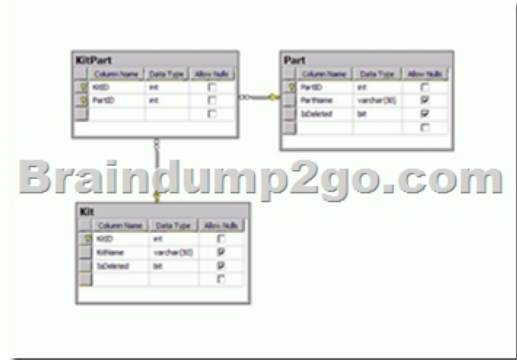 KitPart
Column Name Data Type Allow Nulls
KitID int
PartID int
Part
Column Name Data Type Allow Nulls
PartID int
PartName varchar(50)
IsDeleted bit
Braindump2go.com
Kit
Column Name Data Type Allow Nulls
KitID int
KitName varchar(50)
IsDeleted bit